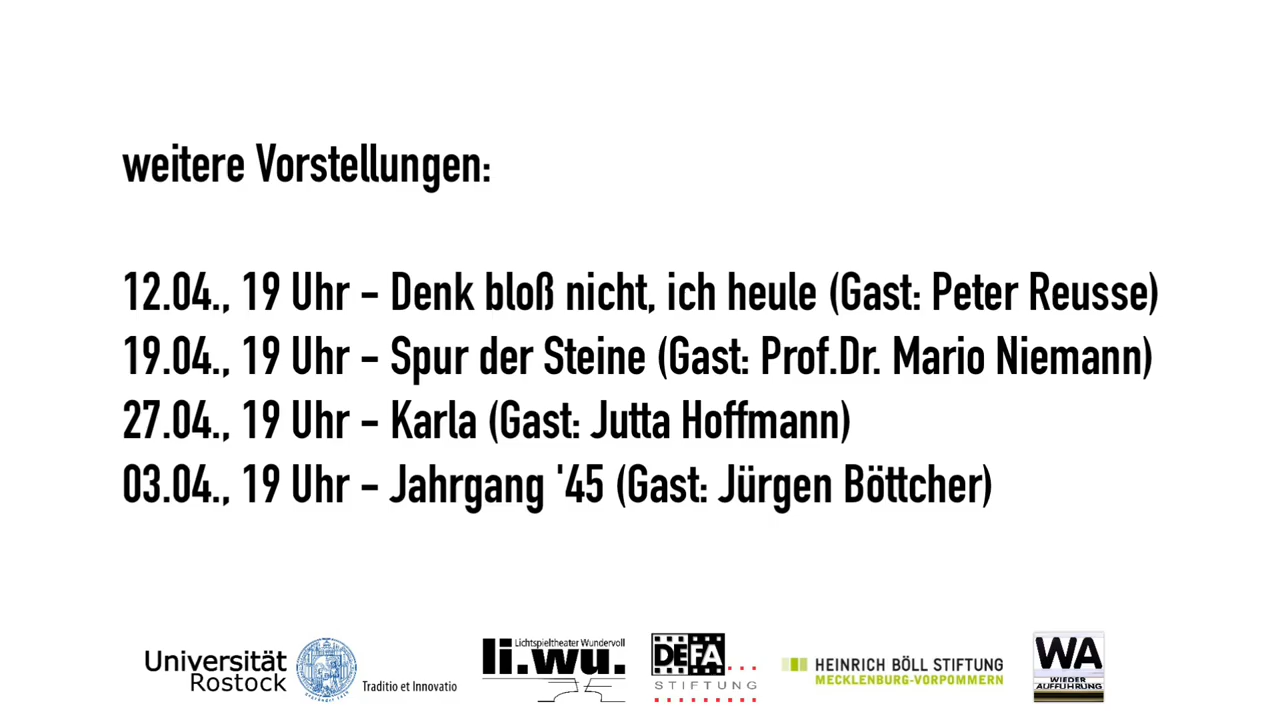 weitere Vorstellungen:
12.04., 19 Uhr – Denk bloß nicht, ich heule (Gast: Peter Reusse)
19.04., 19 Uhr – Spur der Steine (Gast: Prof.Dr. Mario Niemann)
27.04., 19 Uhr – Karla (Gast: Jutta Hoffmann)
03.04., 19 Uhr – Jahrgang '45 (Gast: Jürgen Böttcher)
Universität
Rostock
Traditio et Innovatio
Lichtspieltheater Wundervoll
li.wu.
DEFA
STIFTUNG
HEINRICH BÖLL STIFTUNG
MECKLENBURG-VORPOMMERN
WA
WIEDER
AUFFÜHRUNG